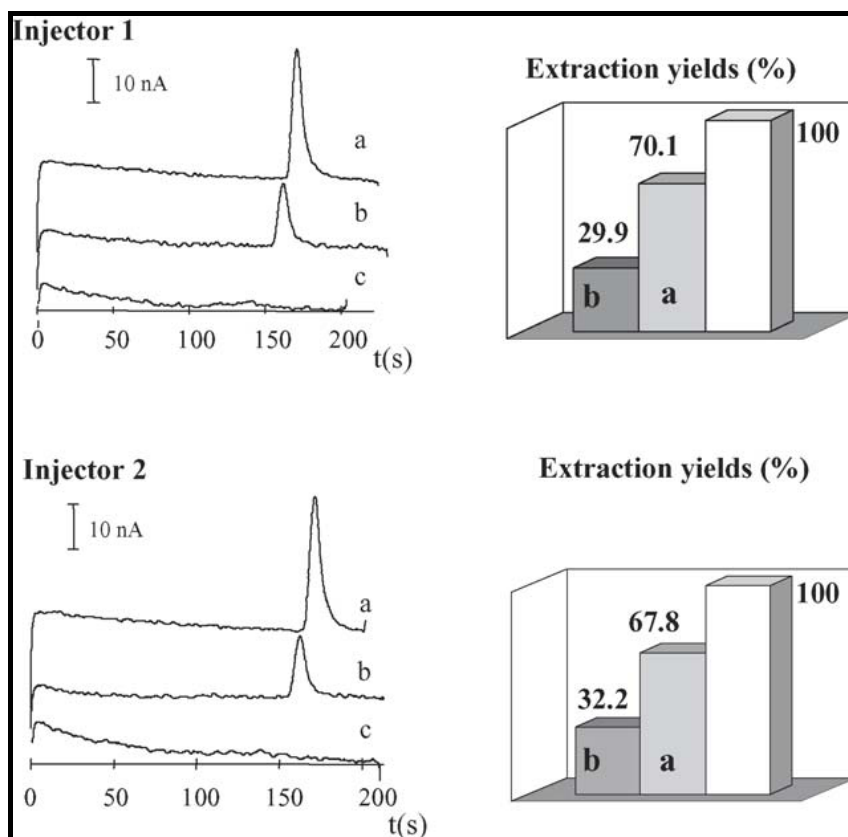 Injector 1
10 nA
a
b
c
0 50 100 150 200
t(s)
Extraction yields (%)
100
70.1
29.9
b a
Injector 2
10 nA
a
b
c
0 50 100 150 200
t(s)
Extraction yields (%)
100
67.8
32.2
b a